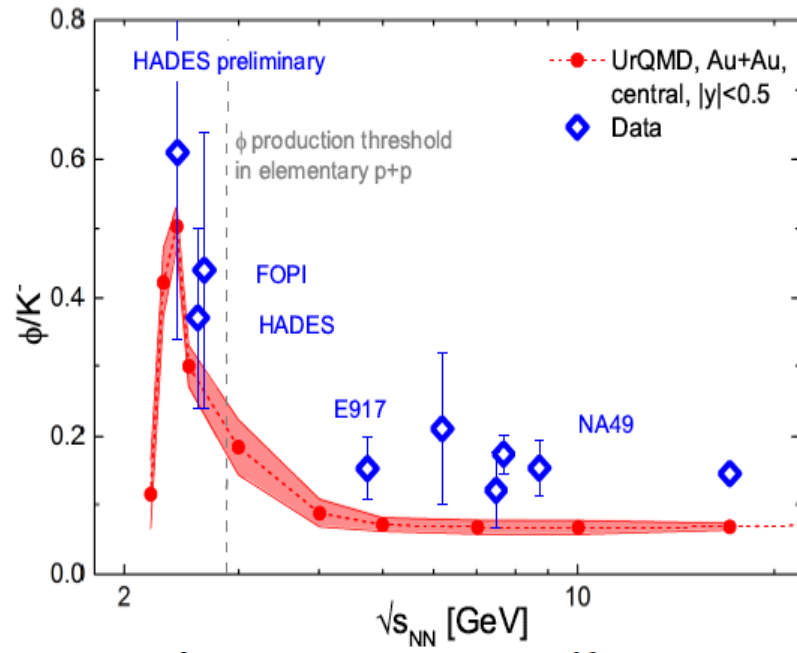 0.8
0.6
0.4
0.2
0.0
ϕ/K⁻
HADES preliminary
ϕ production threshold
in elementary p+p
UrQMD, Au+Au,
central, |y|<0.5
Data
FOPI
HADES
E917
NA49
2
10
√s_NN [GeV]